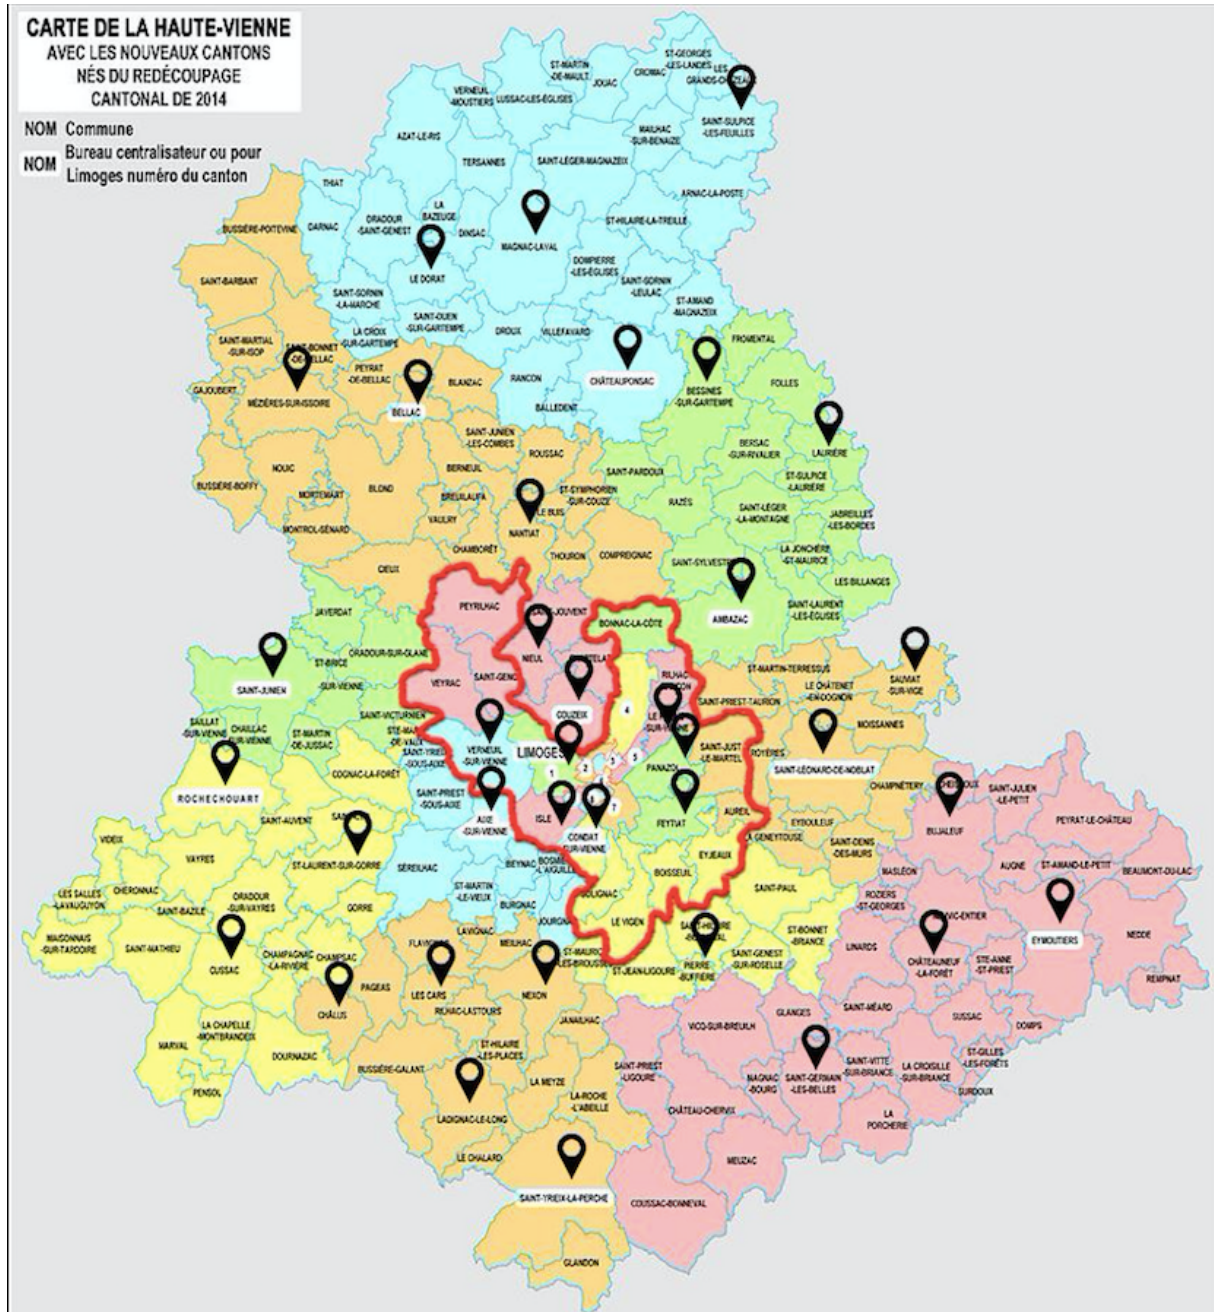 CARTE DE LA HAUTE-VIENNE
AVEC LES NOUVEAUX CANTONS
NÉS DU REDÉCOUPAGE
CANTONAL DE 2014
NOM Commune
NOM Bureau centralisateur ou pour
Limoges numéro du canton
ST-GEORGES
-LES-LANDES
LES
ST-MARTIN
-DE-MAULT
JOUAC
CROMAC
VERNEUIL
-MOUSTIERS
LUSSAC-LES-ÉGLISES
SAINT-SULPICE
-LES-FEUILLES
AZAT-LE-RIS
MAILHAC
-SUR-BENAIZE
TERSANNES
SAINT-LÉGER-MAGNAZEIX
THIAT
ARNAC-LA-POSTE
LA
BAZEUGE
ORADOUR
-SAINT-GENEST
DARNAC
DINSAC
ST-HILAIRE-LA-TREILLE
BUSSIÈRE-POITEVINE
MAGNAC-LAVAL
DOMPIERRE
-LES-ÉGLISES
LE DORAT
SAINT-BARBANT
SAINT-SORNIN
-LEULAC
SAINT-SORNIN
-LA-MARCHE
ST-AMAND
-MAGNAZEIX
SAINT-OUEN
-SUR-GARTEMPE
LA CROIX
-SUR-GARTEMPE
DROUX
VILLEFAVARD
FROMENTAL
SAINT-MARTIAL
-SUR-ISOP
PEYRAT
-DE-BELLAC
BLANZAC
RANCON
CHÂTEAUPONSAC
FOLLES
GAJOUBERT
MÉZIÈRES-SUR-ISSOIRE
BELLAC
BALLEDENT
BESSINES
-SUR-GARTEMPE
SAINT-JUNIEN
-LES-COMBES
ROUSSAC
BERSAC
-SUR-RIVALIER
LAURIÈRE
NOUIC
BERNEUIL
SAINT-PARDOUX
ST-SULPICE
-LAURIÈRE
BUSSIÈRE-BOFFY
MORTEMART
BLOND
BREUILAUFA
ST-SYMPHORIEN
-SUR-COUZE
RAZÈS
SAINT-LÉGER
-LA-MONTAGNE
JABREILLES
-LES-BORDES
MONTROL-SÉNARD
VAULRY
LE BUIS
NANTIAT
CHAMBORÊT
THOURON
COMPREIGNAC
SAINT-SYLVESTRE
LA JONCHÈRE
-ST-MAURICE
CIEUX
LES BILLANGES
PEYRILHAC
JAVERDAT
AMBAZAC
SAINT-LAURENT
-LES-ÉGLISES
BONNAC-LA-CÔTE
ORADOUR-SUR-GLANE
ST-BRICE
-SUR-VIENNE
NIEUL
ST-MARTIN-TERRESSUS
SAINT-JUNIEN
VEYRAC
RILHAC
LE CHÂTENET
-EN-DOGNON
SAUVIAT
-SUR-VIGE
SAINT-PRIEST-TAURION
SAINT-VICTURNIEN
COUZEIX
4
MOISSANNES
SAILLAT
-SUR-VIENNE
CHAILLAC
-SUR-VIENNE
ST-MARTIN
-DE-JUSSAC
VERNEUIL
-SUR-VIENNE
LIMOGES
SAINT-JUST
-LE-MARTEL
ROYÈRES
SAINT-LÉONARD-DE-NOBLAT
COGNAC-LA-FORÊT
1
2
3
5
PANAZOL
CHAMPNÉTERY
ROCHECHOUART
SAINT-PRIEST
-SOUS-AIXE
SAINT-JULIEN
-LE-PETIT
SAINT-AUVENT
AIXE
-SUR-VIENNE
ISLE
7
AUREIL
FEYTIAT
EYBOULEUF
BUJALEUF
PEYRAT-LE-CHÂTEAU
CONDAT
-SUR-VIENNE
LA GENEYTOUSE
SAINT-DENIS
-DES-MURS
VIDEIX
VAYRES
ST-LAURENT-SUR-GORRE
SÉREILHAC
BEYNAC
EYJEAUX
AUGNE
ST-AMAND-LE-PETIT
BEAUMONT-DU-LAC
BOISSEUIL
MASLÉON
LES SALLES
-LAVAUGUYON
CHÉRONNAC
ORADOUR
-SUR-VAYRES
ST-MARTIN
-LE-VIEUX
SAINT-PAUL
ROZIERS
-ST-GEORGES
SAINT-BAZILE
GORRE
BURGNAC
SOLIGNAC
LE VIGEN
MAISONNAIS
-SUR-TARDOIRE
SAINT-MATHIEU
LAVIGNAC
MEILHAC
ST-BONNET
-BRIANCE
LINARDS
EYMOUTIERS
NEDDE
CUSSAC
CHAMPAGNAC
-LA-RIVIÈRE
CHAMPSAC
CHÂTEAUNEUF
-LA-FORÊT
STE-ANNE
-ST-PRIEST
SAINT-GENEST
-SUR-ROSELLE
PAGEAS
LES CARS
NEXON
ST-JEAN-LIGOURE
PIERRE
-BUFFIÈRE
REMPNAT
CHÂLUS
RILHAC-LASTOURS
JANAILHAC
GLANGES
SAINT-MÉARD
SUSSAC
DOMPS
LA CHAPELLE
-MONTBRANDEIX
VICQ-SUR-BREUILH
MARVAL
DOURNAZAC
ST-HILAIRE
-LES-PLACES
SAINT-PRIEST
-LIGOURE
SAINT-VITTE
-SUR-BRIANCE
ST-GILLES
-LES-FORÊTS
BUSSIÈRE-GALANT
LA MEYZE
MAGNAC
-BOURG
SAINT-GERMAIN
-LES-BELLES
LA CROISILLE
-SUR-BRIANCE
SURDOUX
PENSOL
LA-ROCHE
-L'ABEILLE
CHÂTEAU-CHERVIX
LA
PORCHERIE
LADIGNAC-LE-LONG
LE CHALARD
MEUZAC
SAINT-YRIEIX-LA-PERCHE
COUSSAC-BONNEVAL
GLANDON